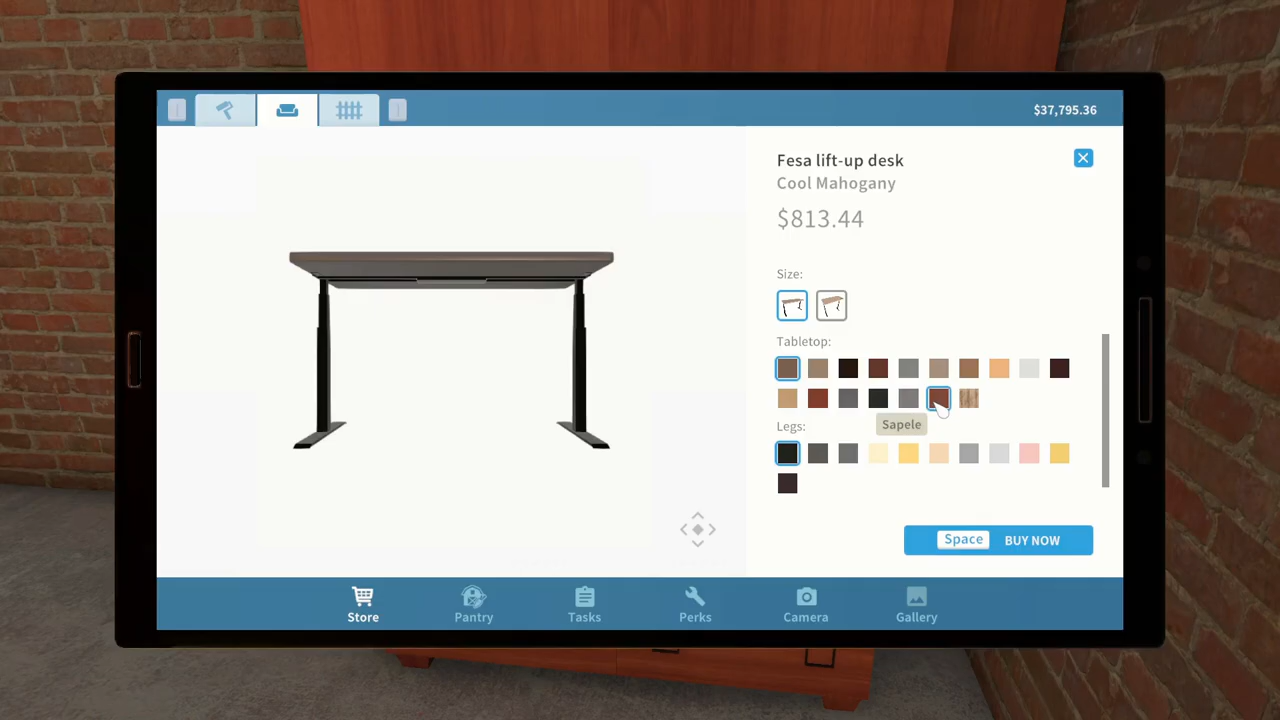 $37,795.36
Fesa lift-up desk
Cool Mahogany
$813.44
Size:
Tabletop:
Sapele
Legs:
Space BUY NOW
Store Pantry Tasks Perks Camera Gallery